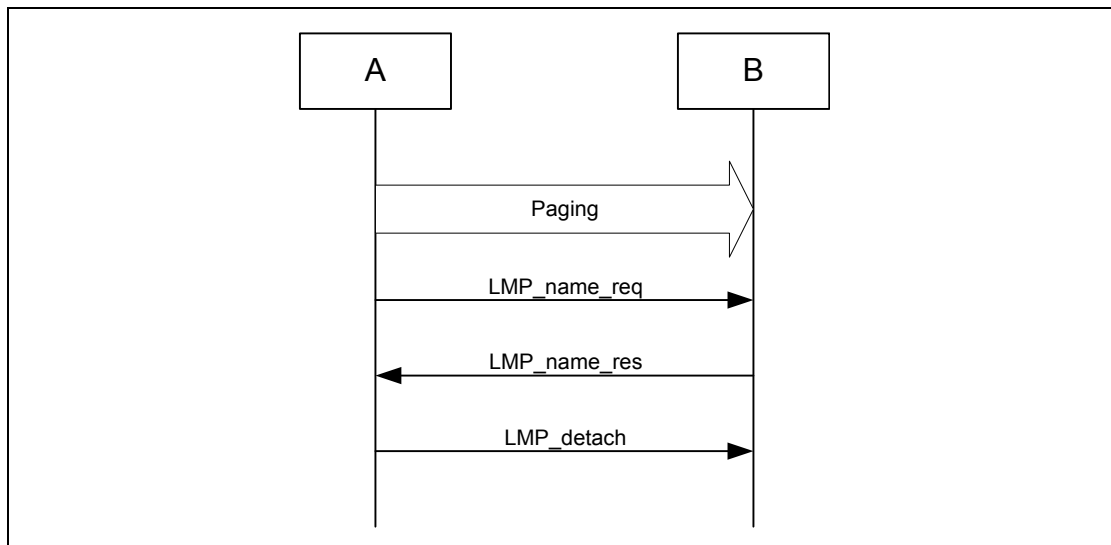 A
B
Paging
LMP_name_req
LMP_name_res
LMP_detach